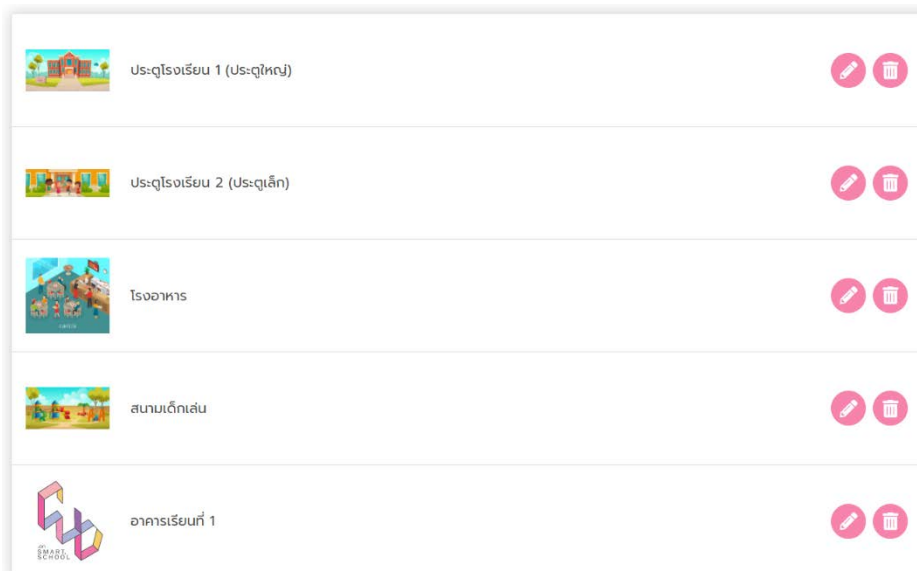 ประตูโรงเรียน 1 (ประตูใหญ่)
ประตูโรงเรียน 2 (ประตูเล็ก)
โรงอาหาร
สนามเด็กเล่น
SMART
SCHOOL
อาคารเรียนที่ 1